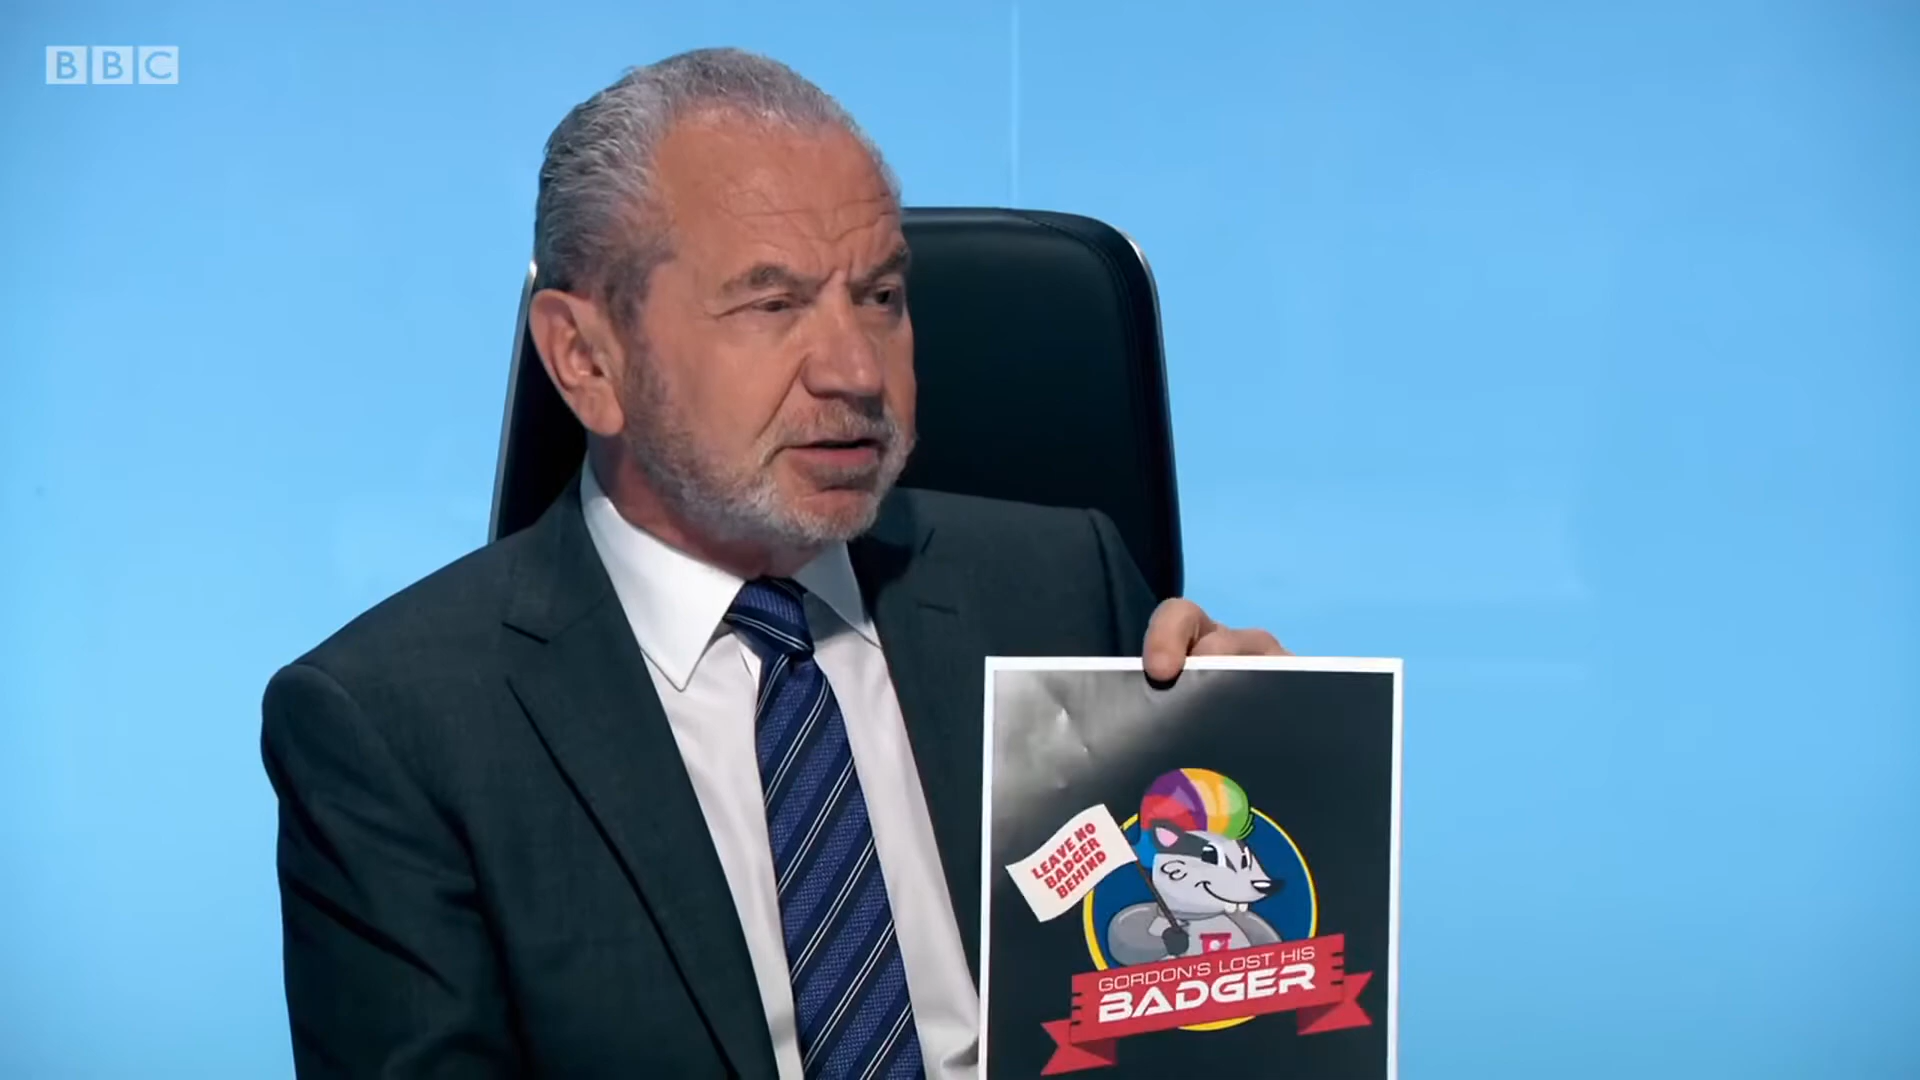 BBC
LEAVE NO
BADGER
BEHIND
GORDON'S LOST HIS
BADGER